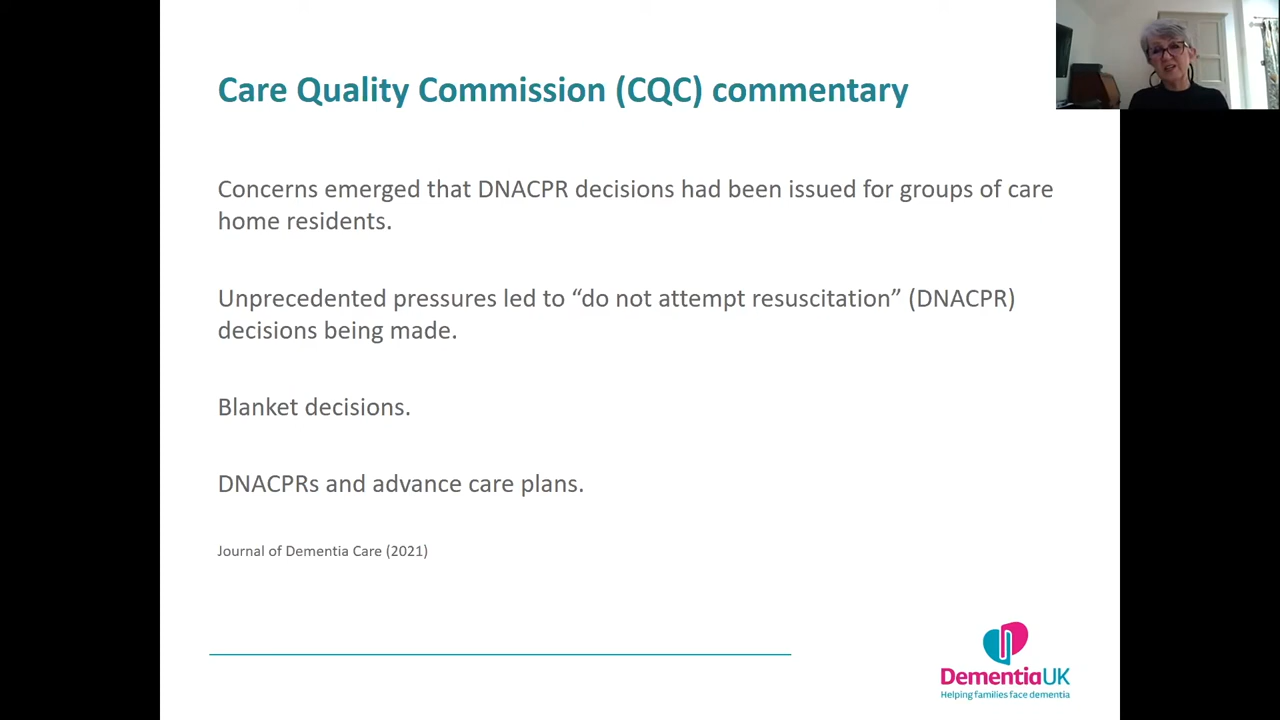 Care Quality Commission (CQC) commentary
Concerns emerged that DNACPR decisions had been issued for groups of care
home residents.
Unprecedented pressures led to “do not attempt resuscitation” (DNACPR)
decisions being made.
Blanket decisions.
DNACPRs and advance care plans.
Journal of Dementia Care (2021)
DementiaUK
Helping families face dementia